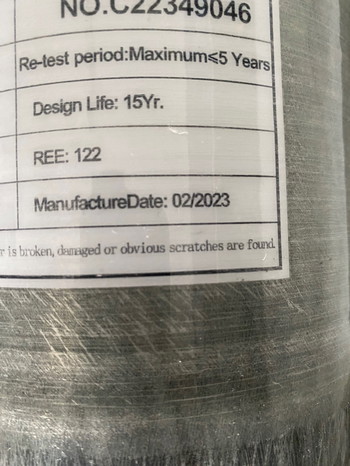 NO.C22349046
Re-test period:Maximum≤5 Years
Design Life: 15Yr.
REE: 122
ManufactureDate: 02/2023
is broken, damaged or obvious scratches are found.